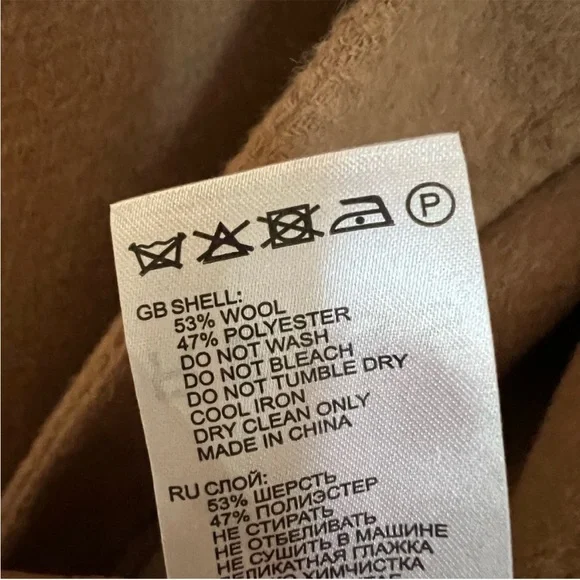 P
GB SHELL:
53% WOOL
47% POLYESTER
DO NOT WASH
DO NOT BLEACH
DO NOT TUMBLE DRY
COOL IRON
DRY CLEAN ONLY
MADE IN CHINA
RU СЛОЙ:
53% ШЕРСТЬ
47% ПОЛИЭСТЕР
НЕ СТИРАТЬ
НЕ ОТБЕЛИВАТЬ
НЕ СУШИТЬ В МАШИНЕ
ДЕЛИКАТНАЯ ГЛАЖКА
ХИМЧИСТКА